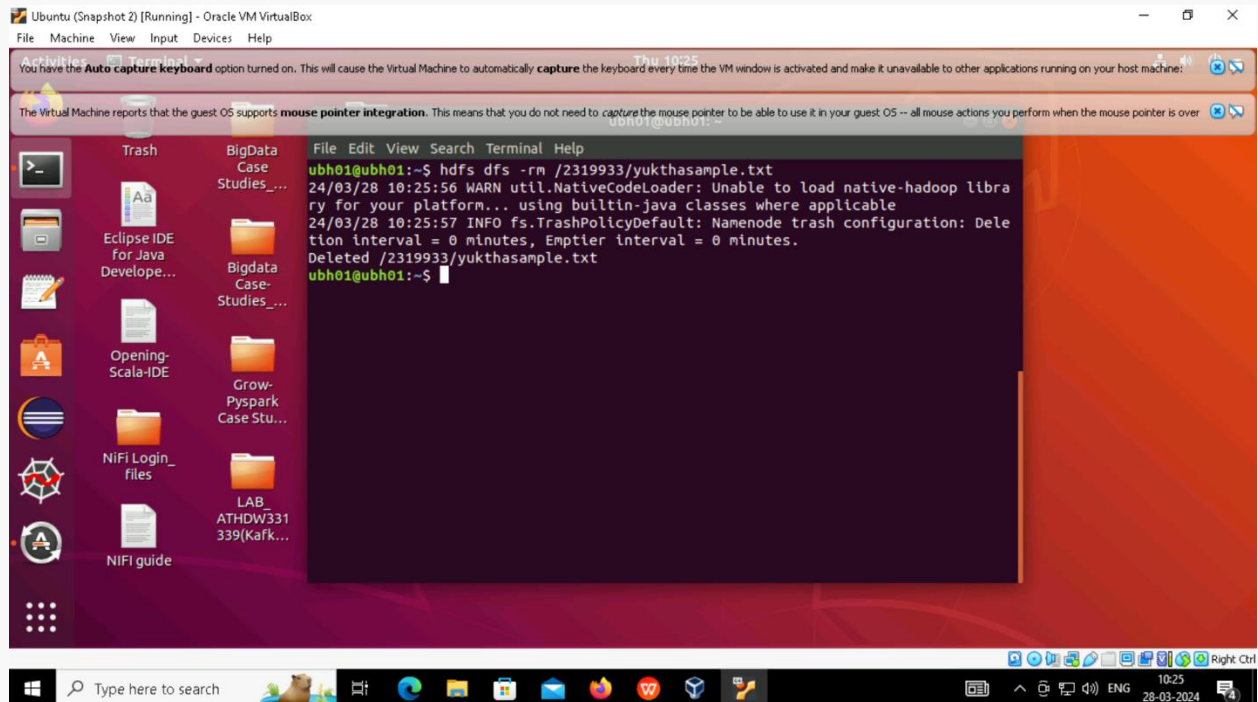 Ubuntu (Snapshot 2) [Running] - Oracle VM VirtualBox
File Machine View Input Devices Help
Activities Terminal Thu 10:25
You have the Auto capture keyboard option turned on. This will cause the Virtual Machine to automatically capture the keyboard every time the VM window is activated and make it unavailable to other applications running on your host machine.
The Virtual Machine reports that the guest OS supports mouse pointer integration. This means that you do not need to capture the mouse pointer to be able to use it in your guest OS -- all mouse actions you perform when the mouse pointer is over
ubh01@ubh01: ~
File Edit View Search Terminal Help
ubh01@ubh01:~$ hdfs dfs -rm /2319933/yukthasample.txt
24/03/28 10:25:56 WARN util.NativeCodeLoader: Unable to load native-hadoop libra
ry for your platform... using builtin-java classes where applicable
24/03/28 10:25:57 INFO fs.TrashPolicyDefault: Namenode trash configuration: Dele
tion interval = 0 minutes, Emptier interval = 0 minutes.
Deleted /2319933/yukthasample.txt
ubh01@ubh01:~$
Trash
BigData
Case
Studies_...
Aa
Eclipse IDE
for Java
Develope...
Bigdata
Case-
Studies_...
Opening-
Scala-IDE
Grow-
Pyspark
Case Stu...
NiFi Login_
files
LAB_
ATHDW331
339(Kafk...
NIFI guide
Right Ctrl
Type here to search
ENG
10:25
28-03-2024
4